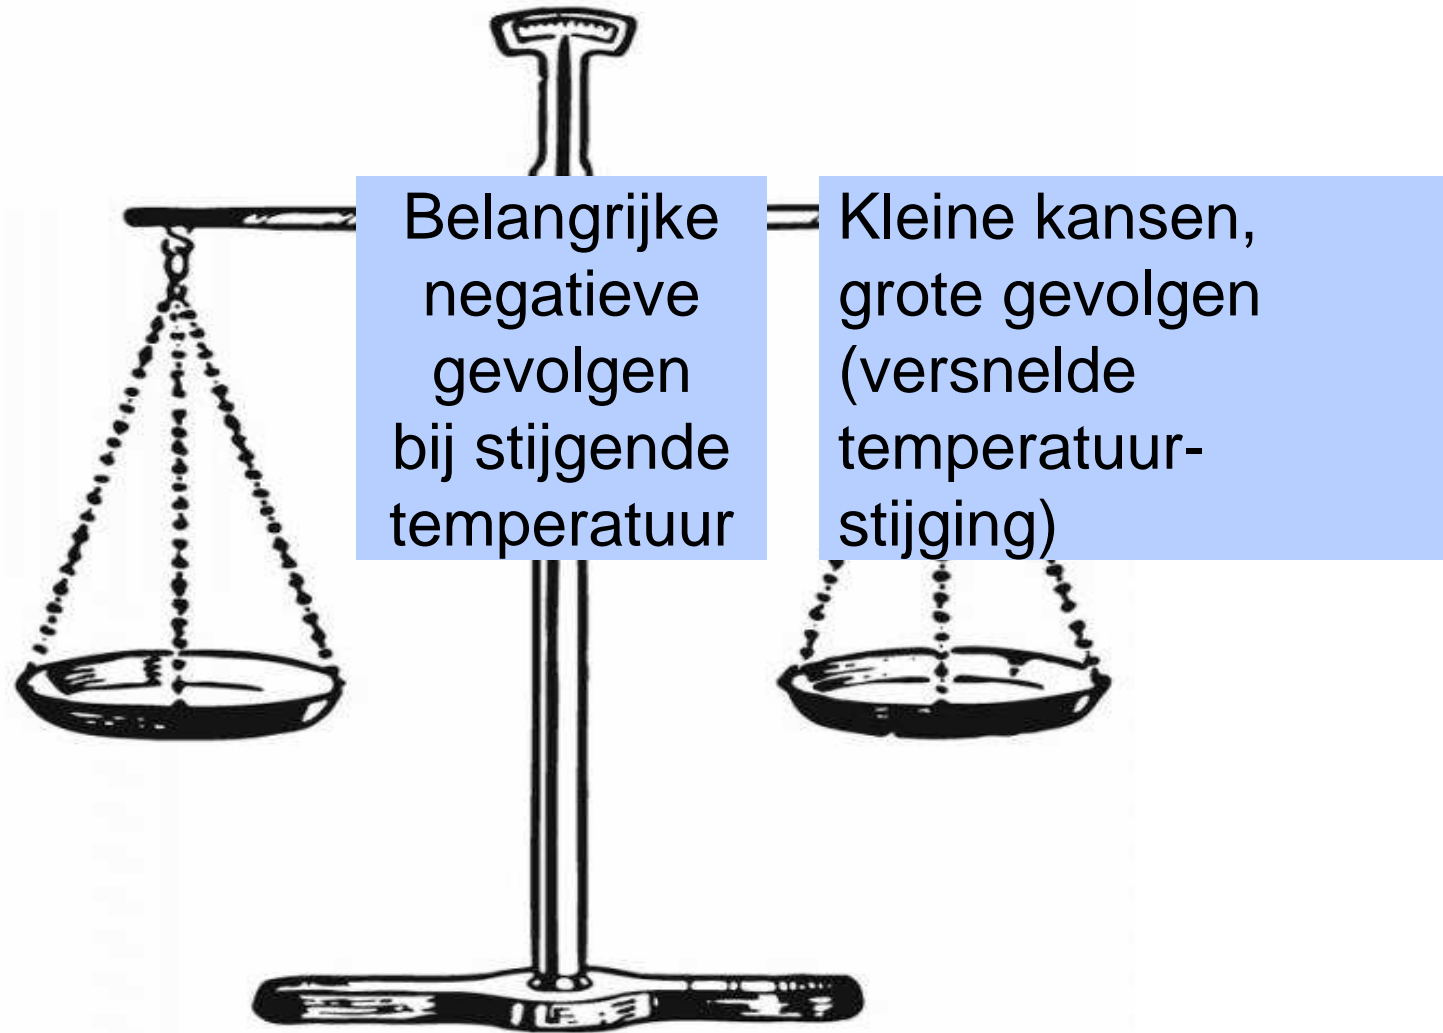 Belangrijke
negatieve
gevolgen
bij stijgende
temperatuur
Kleine kansen,
grote gevolgen
(versnelde
temperatuur-
stijging)